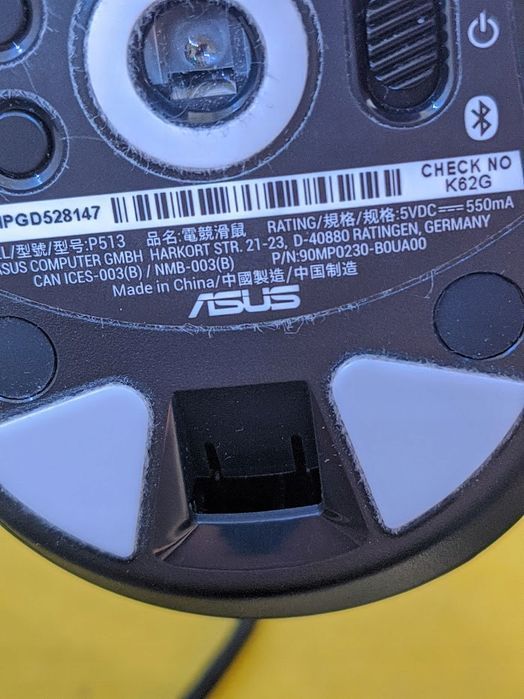 CHECK NO
IPGD528147 K62G
/型號/型号:P513 品名:電競滑鼠 RATING/規格/规格:5VDC⎓550mA
ASUS COMPUTER GMBH HARKORT STR. 21-23, D-40880 RATINGEN, GERMANY
CAN ICES-003(B) / NMB-003(B) P/N:90MP0230-B0UA00
Made in China/中國製造/中国制造
ASUS